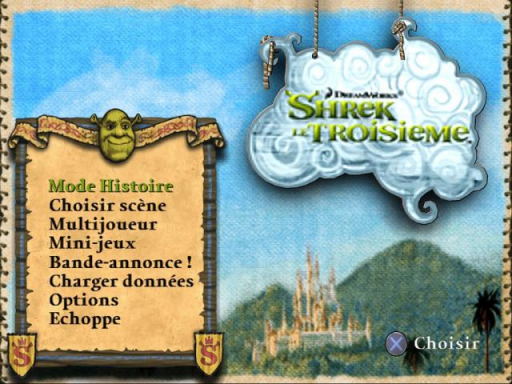 DreamWorks
Shrek
le Troisieme
Mode Histoire
Choisir scène
Multijoueur
Mini-jeux
Bande-annonce !
Charger données
Options
Echoppe
S S
Choisir